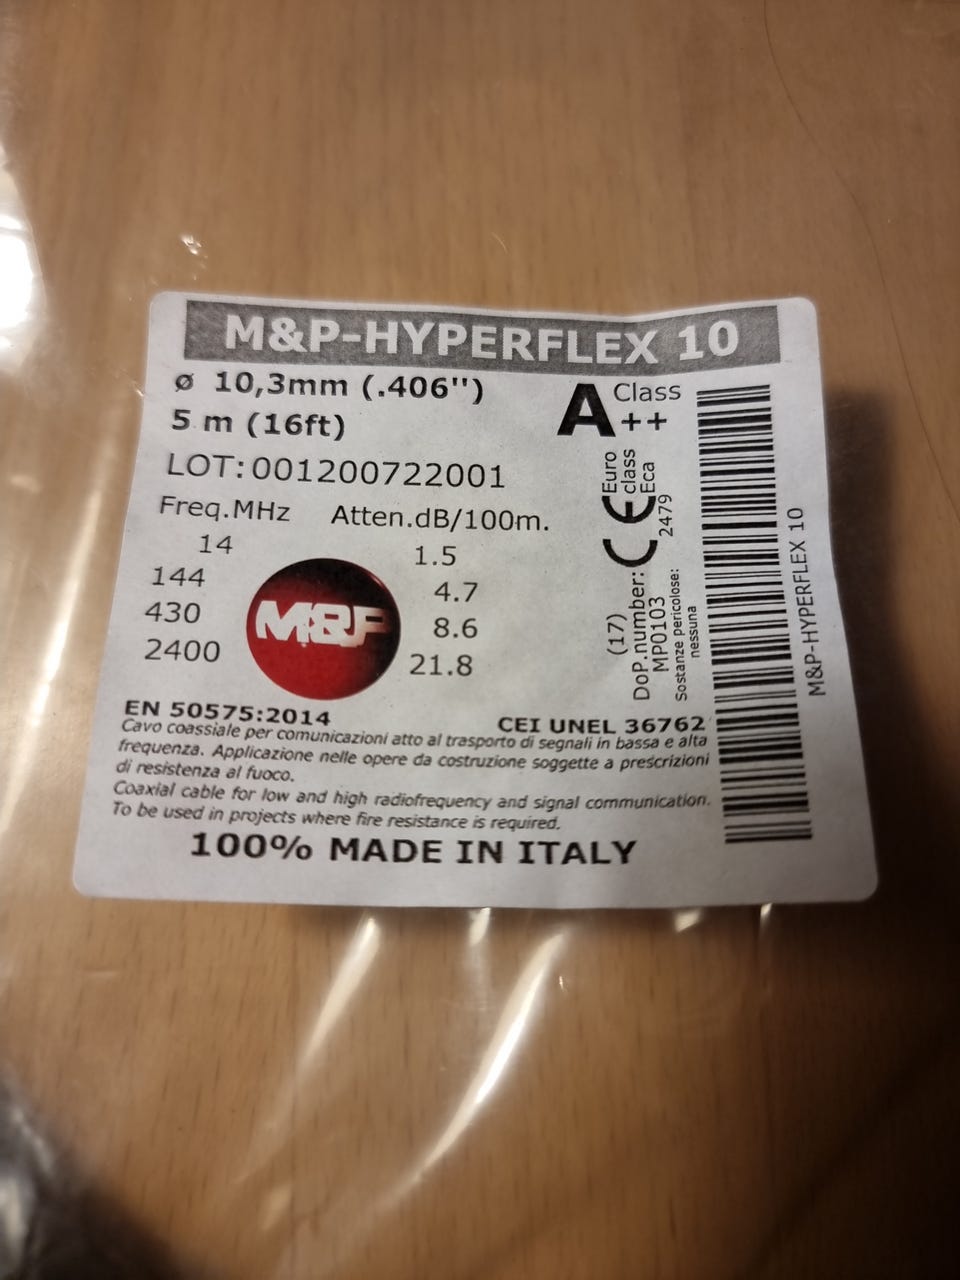 M&P-HYPERFLEX 10
ø 10,3mm (.406'')
5 m (16ft)
LOT:001200722001
A Class
++
Freq.MHz Atten.dB/100m.
14 1.5
144 4.7
430 8.6
2400 21.8
M&P
CE Euro
class
Eca
2479
(17)
DoP.number:
MP0103
Sostanze pericolose:
nessuna
M&P-HYPERFLEX 10
EN 50575:2014 CEI UNEL 36762
Cavo coassiale per comunicazioni atto al trasporto di segnali in bassa e alta
frequenza. Applicazione nelle opere da costruzione soggette a prescrizioni
di resistenza al fuoco.
Coaxial cable for low and high radiofrequency and signal communication.
To be used in projects where fire resistance is required.
100% MADE IN ITALY